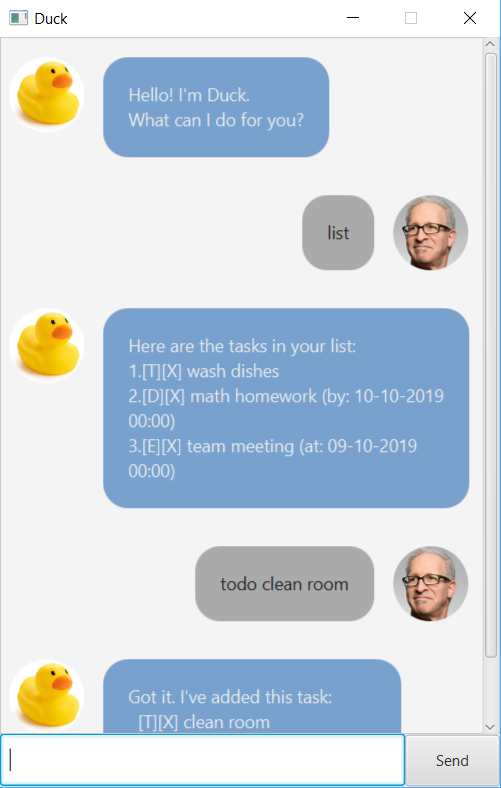 Duck
Hello! I'm Duck.
What can I do for you?
list
Here are the tasks in your list:
1.[T][X] wash dishes
2.[D][X] math homework (by: 10-10-2019
00:00)
3.[E][X] team meeting (at: 09-10-2019
00:00)
todo clean room
Got it. I've added this task:
[T][X] clean room
Send